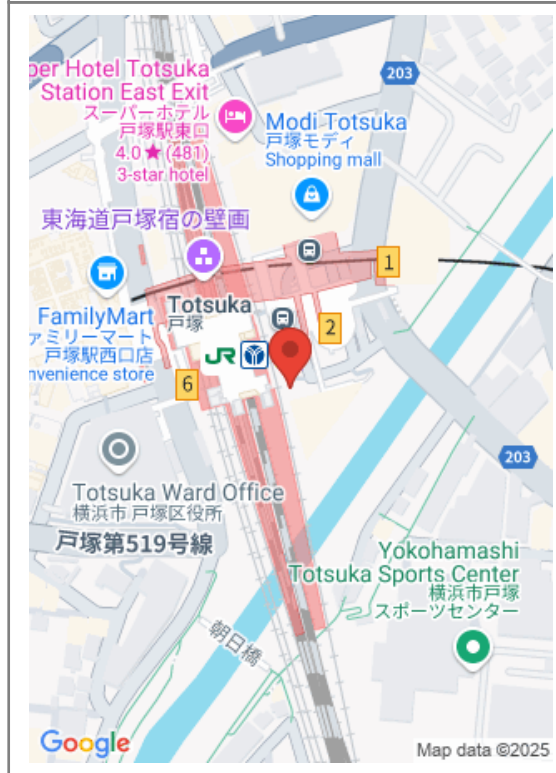 per Hotel Totsuka
Station East Exit
スーパーホテル
戸塚駅東口
4.0★(481)
3-star hotel
203
Modi Totsuka
戸塚モディ
Shopping mall
東海道戸塚宿の壁画
1
FamilyMart
ァミリーマート
戸塚駅西口店
nvenience store
Totsuka
戸塚
2
JR
6
203
Totsuka Ward Office
横浜市 戸塚区役所
戸塚第519号線
Yokohamashi
Totsuka Sports Center
横浜市戸塚
スポーツセンター
朝日橋
Google
Map data ©2025